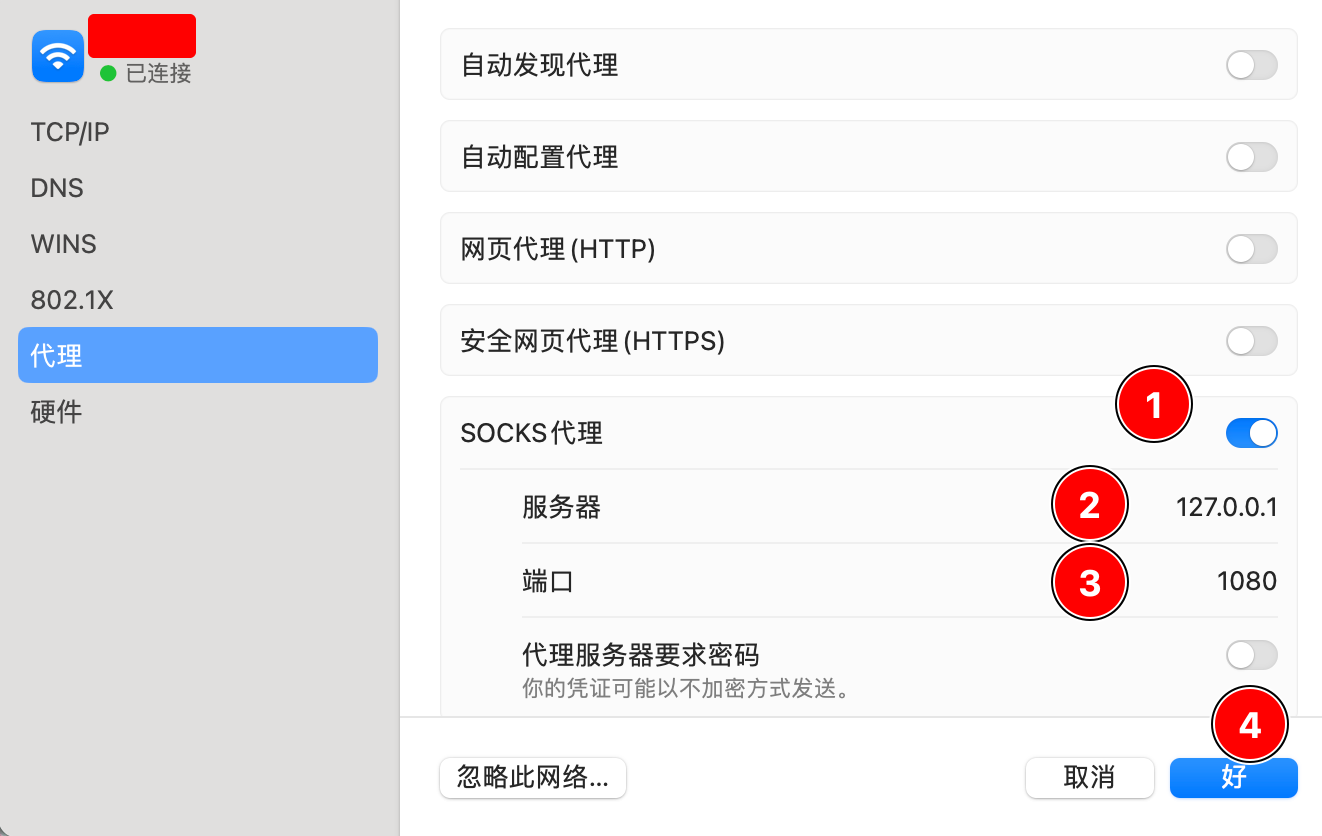 已连接
TCP/IP
DNS
WINS
802.1X
代理
硬件
自动发现代理
自动配置代理
网页代理(HTTP)
安全网页代理(HTTPS)
1
SOCKS代理
服务器
2
127.0.0.1
端口
3
1080
代理服务器要求密码
你的凭证可能以不加密方式发送。
4
忽略此网络...
取消
好